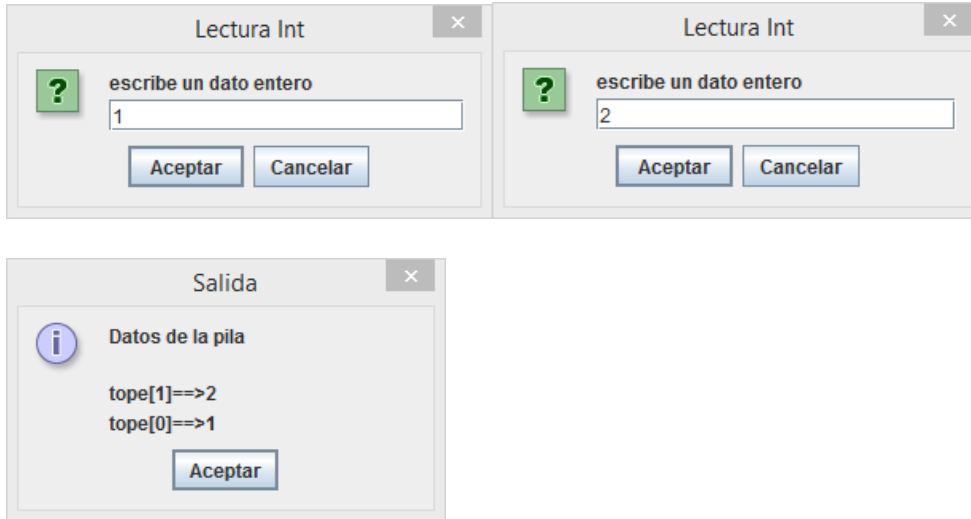 Lectura Int
escribe un dato entero
1
Aceptar Cancelar
Lectura Int
escribe un dato entero
2
Aceptar Cancelar
Salida
Datos de la pila
tope[1]==>2
tope[0]==>1
Aceptar